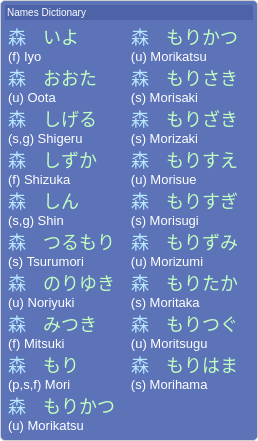 Names Dictionary
森 いよ
(f) Iyo
森 おおた
(u) Oota
森 しげる
(s,g) Shigeru
森 しずか
(f) Shizuka
森 しん
(s,g) Shin
森 つるもり
(s) Tsurumori
森 のりゆき
(u) Noriyuki
森 みつき
(f) Mitsuki
森 もり
(p,s,f) Mori
森 もりかつ
(u) Morikatsu
森 もりかつ
(u) Morikatsu
森 もりさき
(s) Morisaki
森 もりざき
(s) Morizaki
森 もりすえ
(u) Morisue
森 もりすぎ
(s) Morisugi
森 もりずみ
(u) Morizumi
森 もりたか
(s) Moritaka
森 もりつぐ
(u) Moritsugu
森 もりはま
(s) Morihama